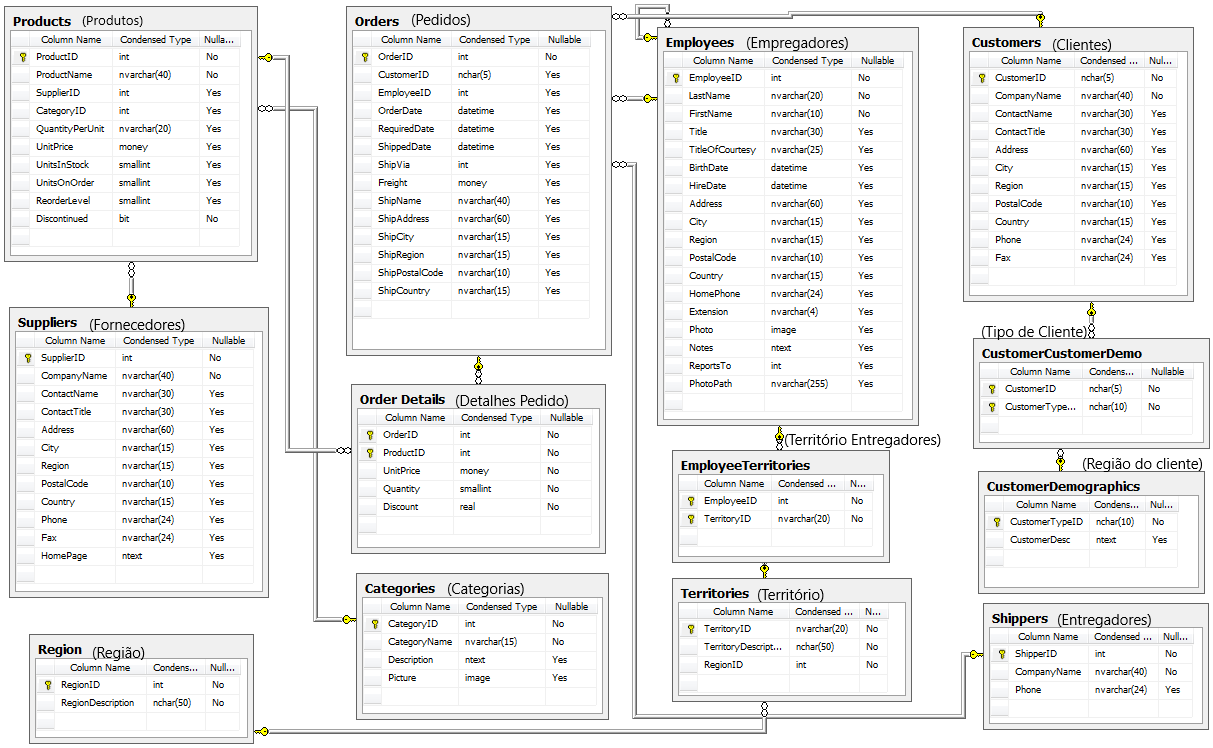 Products (Produtos)
Column Name Condensed Type Nulla...
ProductID int No
ProductName nvarchar(40) No
SupplierID int Yes
CategoryID int Yes
QuantityPerUnit nvarchar(20) Yes
UnitPrice money Yes
UnitsInStock smallint Yes
UnitsOnOrder smallint Yes
ReorderLevel smallint Yes
Discontinued bit No
Orders (Pedidos)
Column Name Condensed Type Nullable
OrderID int No
CustomerID nchar(5) Yes
EmployeeID int Yes
OrderDate datetime Yes
RequiredDate datetime Yes
ShippedDate datetime Yes
ShipVia int Yes
Freight money Yes
ShipName nvarchar(40) Yes
ShipAddress nvarchar(60) Yes
ShipCity nvarchar(15) Yes
ShipRegion nvarchar(15) Yes
ShipPostalCode nvarchar(10) Yes
ShipCountry nvarchar(15) Yes
Employees (Empregadores)
Column Name Condensed Type Nullable
EmployeeID int No
LastName nvarchar(20) No
FirstName nvarchar(10) No
Title nvarchar(30) Yes
TitleOfCourtesy nvarchar(25) Yes
BirthDate datetime Yes
HireDate datetime Yes
Address nvarchar(60) Yes
City nvarchar(15) Yes
Region nvarchar(15) Yes
PostalCode nvarchar(10) Yes
Country nvarchar(15) Yes
HomePhone nvarchar(24) Yes
Extension nvarchar(4) Yes
Photo image Yes
Notes ntext Yes
ReportsTo int Yes
PhotoPath nvarchar(255) Yes
Customers (Clientes)
Column Name Condensed ... Nul...
CustomerID nchar(5) No
CompanyName nvarchar(40) No
ContactName nvarchar(30) Yes
ContactTitle nvarchar(30) Yes
Address nvarchar(60) Yes
City nvarchar(15) Yes
Region nvarchar(15) Yes
PostalCode nvarchar(10) Yes
Country nvarchar(15) Yes
Phone nvarchar(24) Yes
Fax nvarchar(24) Yes
Suppliers (Fornecedores)
Column Name Condensed Type Nullable
SupplierID int No
CompanyName nvarchar(40) No
ContactName nvarchar(30) Yes
ContactTitle nvarchar(30) Yes
Address nvarchar(60) Yes
City nvarchar(15) Yes
Region nvarchar(15) Yes
PostalCode nvarchar(10) Yes
Country nvarchar(15) Yes
Phone nvarchar(24) Yes
Fax nvarchar(24) Yes
HomePage ntext Yes
Order Details (Detalhes Pedido)
Column Name Condensed Type Nullable
OrderID int No
ProductID int No
UnitPrice money No
Quantity smallint No
Discount real No
(Tipo de Cliente)
CustomerCustomerDemo
Column Name Condens... Nullable
CustomerID nchar(5) No
CustomerType... nchar(10) No
(Território Entregadores)
EmployeeTerritories
Column Name Condensed ... N...
EmployeeID int No
TerritoryID nvarchar(20) No
(Região do cliente)
CustomerDemographics
Column Name Condens... Nul...
CustomerTypeID nchar(10) No
CustomerDesc ntext Yes
Categories (Categorias)
Column Name Condensed Type Nullable
CategoryID int No
CategoryName nvarchar(15) No
Description ntext Yes
Picture image Yes
Territories (Território)
Column Name Condensed ... N...
TerritoryID nvarchar(20) No
TerritoryDescript... nchar(50) No
RegionID int No
Shippers (Entregadores)
Column Name Condensed ... Nul...
ShipperID int No
CompanyName nvarchar(40) No
Phone nvarchar(24) Yes
Region (Região)
Column Name Condens... Null...
RegionID int No
RegionDescription nchar(50) No